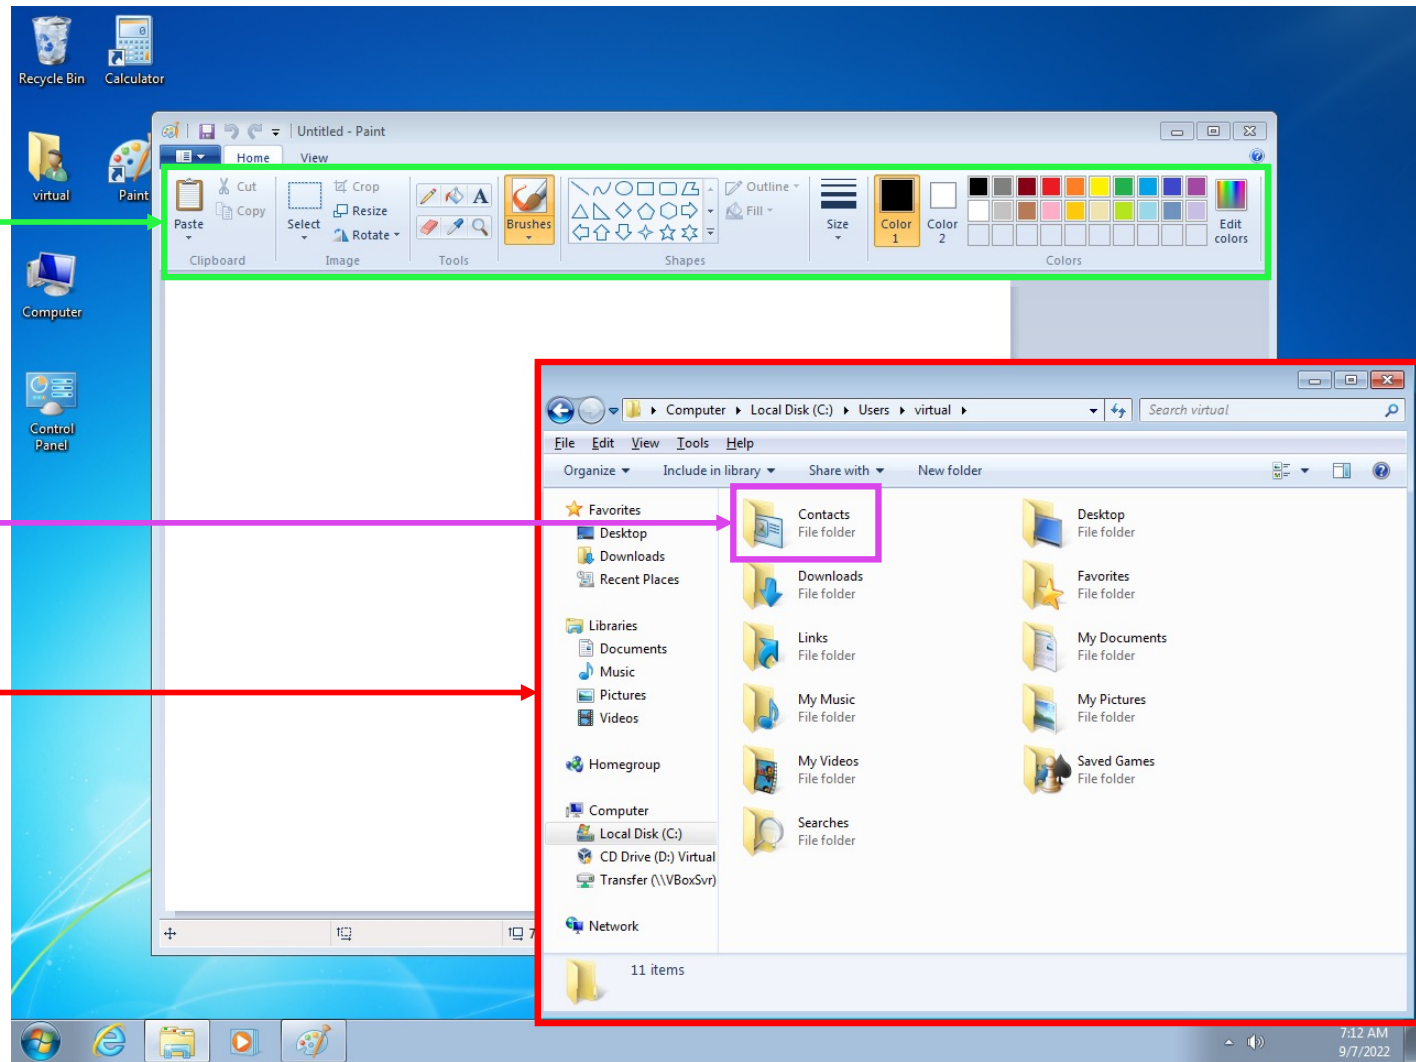 Recycle Bin
Calculator
virtual
Paint
Computer
Control
Panel
Untitled - Paint
Home View
Paste
Cut
Copy
Clipboard
Select
Crop
Resize
Rotate
Image
A
Tools
Brushes
Outline
Fill
Shapes
Size
Color
1
Color
2
Edit
colors
Colors
Computer Local Disk (C:) Users virtual
Search virtual
File Edit View Tools Help
Organize Include in library Share with New folder
Favorites
Desktop
Downloads
Recent Places
Libraries
Documents
Music
Pictures
Videos
Homegroup
Computer
Local Disk (C:)
CD Drive (D:) Virtual
Transfer (\\VBoxSvr)
Network
Contacts
File folder
Desktop
File folder
Downloads
File folder
Favorites
File folder
Links
File folder
My Documents
File folder
My Music
File folder
My Pictures
File folder
My Videos
File folder
Saved Games
File folder
Searches
File folder
11 items
7
7:12 AM
9/7/2022